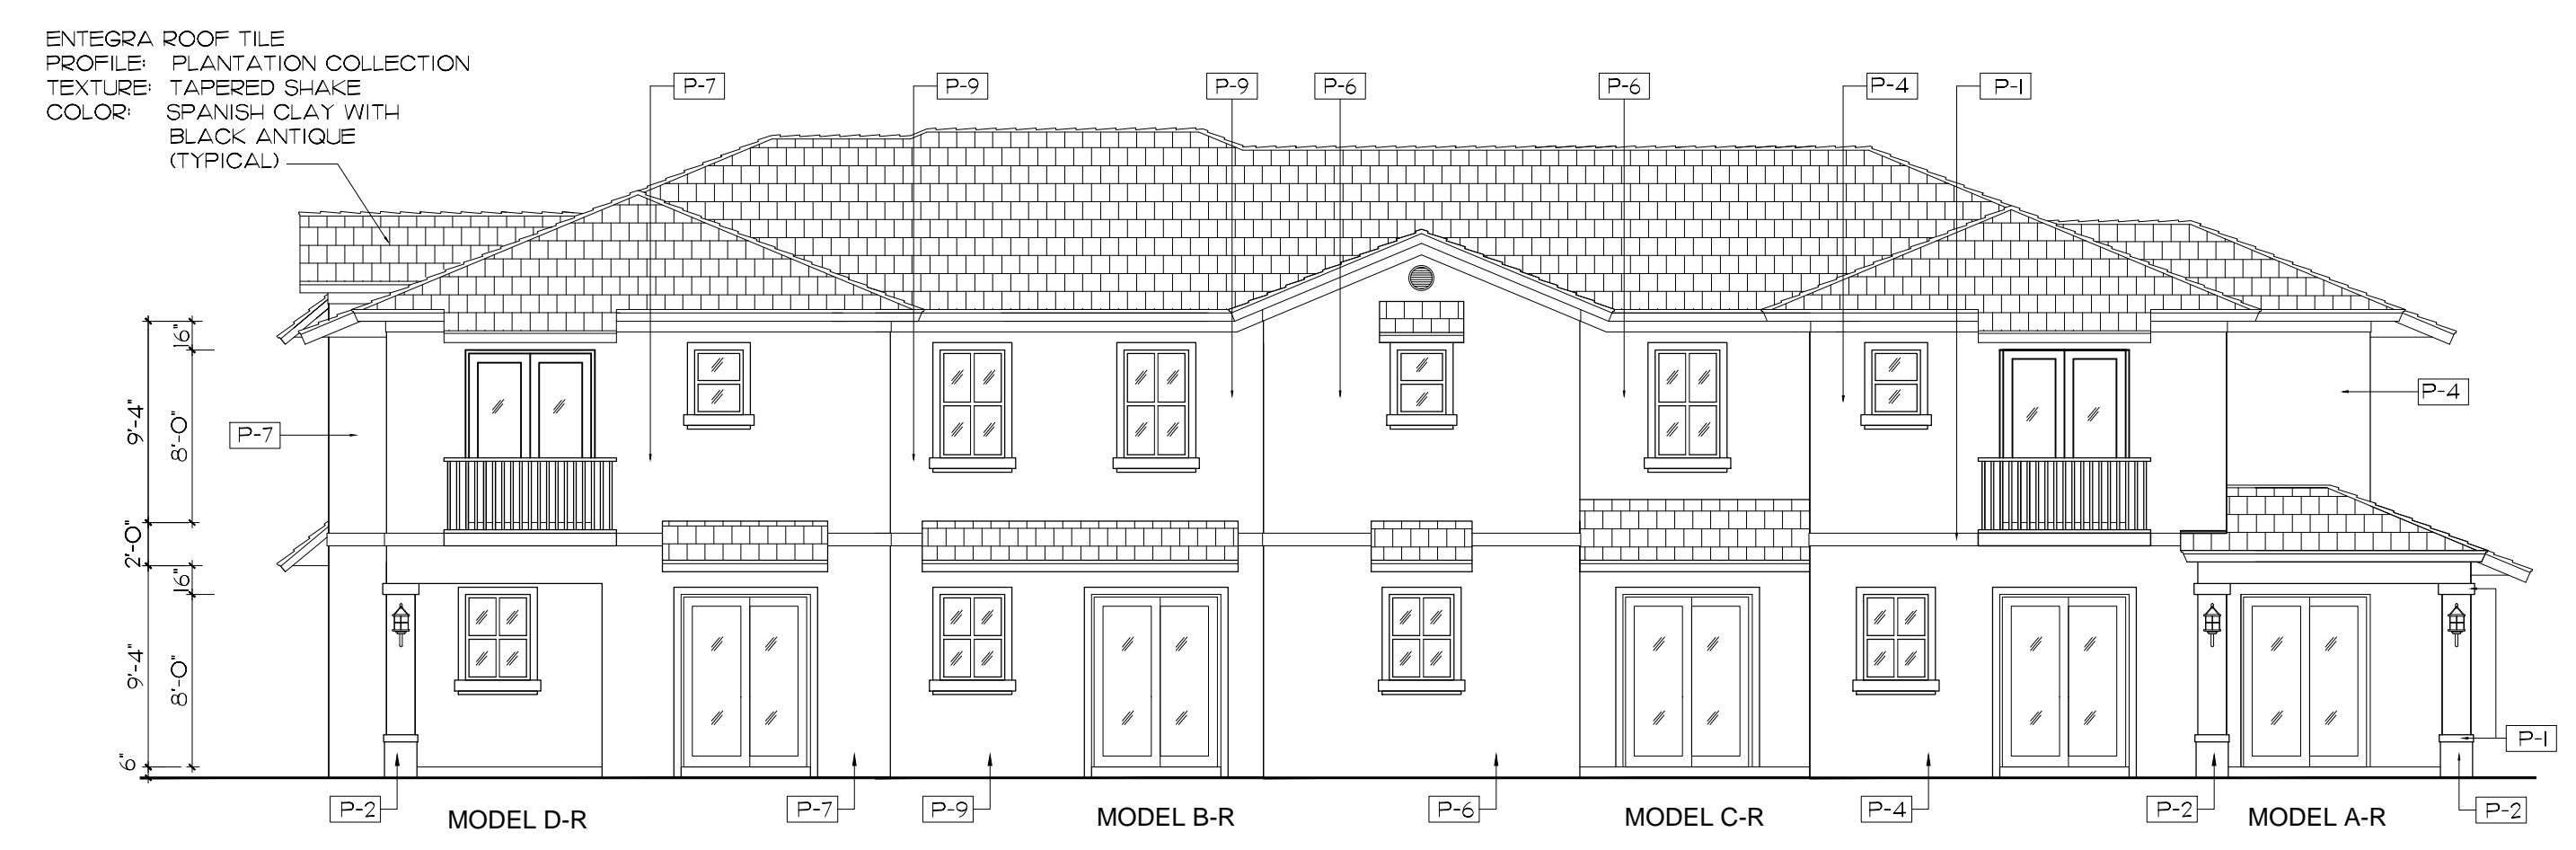 ENTEGRA ROOF TILE
PROFILE: PLANTATION COLLECTION
TEXTURE: TAPERED SHAKE
COLOR: SPANISH CLAY WITH
BLACK ANTIQUE
(TYPICAL)
P-7
P-9
P-9
P-6
P-6
P-4
P-1
16"
9'-4"
8'-0"
P-7
P-4
2'-0"
16"
9'-4"
8'-0"
6"
P-1
P-2
P-7
P-9
P-6
P-4
P-2
P-2
MODEL D-R
MODEL B-R
MODEL C-R
MODEL A-R